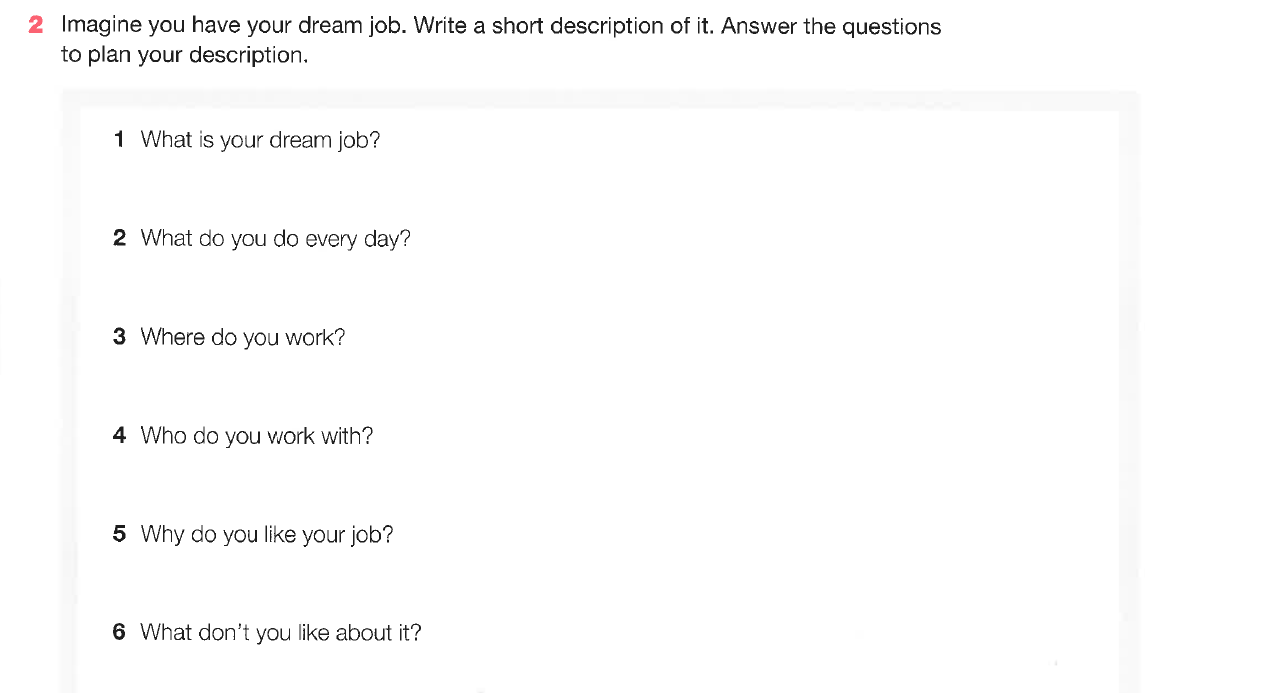 2 Imagine you have your dream job. Write a short description of it. Answer the questions
to plan your description.
1 What is your dream job?
2 What do you do every day?
3 Where do you work?
4 Who do you work with?
5 Why do you like your job?
6 What don't you like about it?